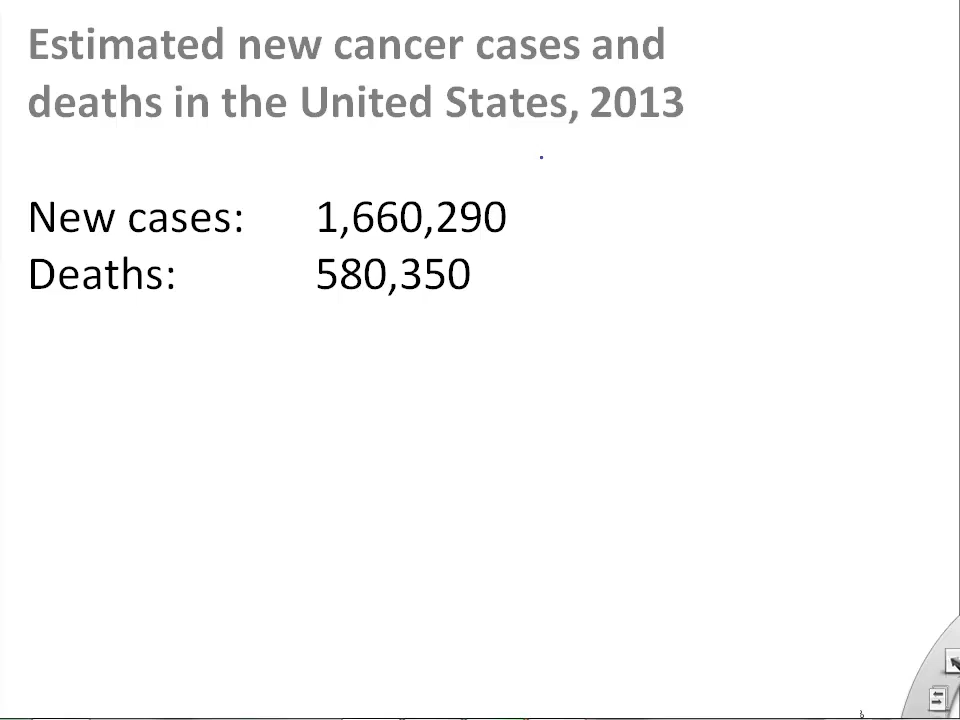 Estimated new cancer cases and
deaths in the United States, 2013
New cases: 1,660,290
Deaths: 580,350